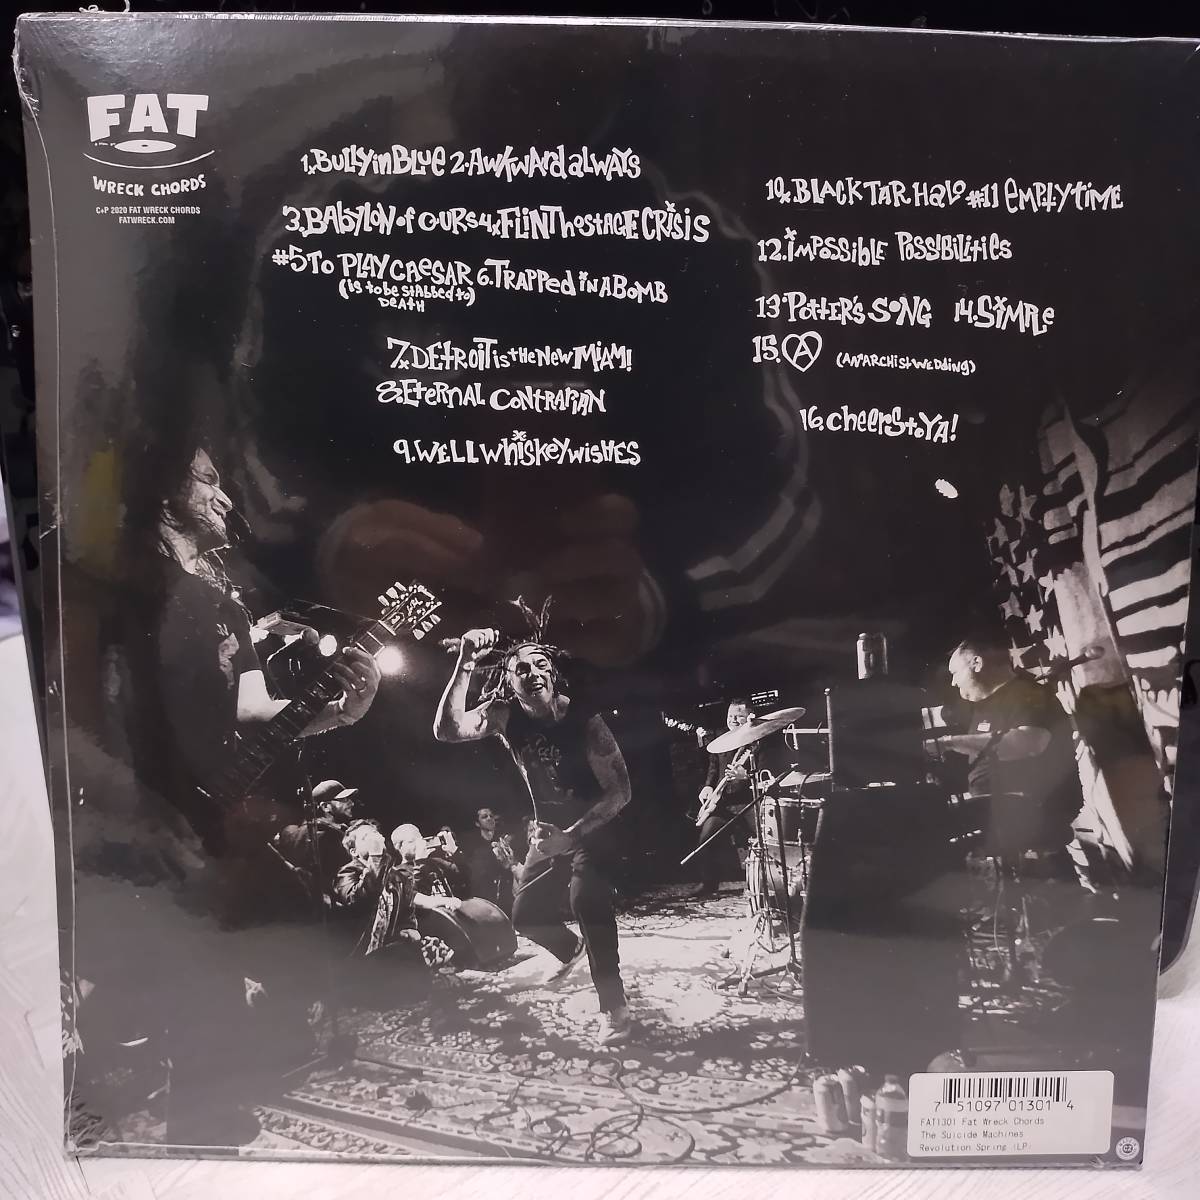 FAT
WRECK CHORDS
C+P 2020 FAT WRECK CHORDS
FATWRECK.COM
1.BULLY in BLUE 2.AWKWARD ALWAYS
3.BABYLON of OURS 4.FLINT HOSTAGE CRISIS
#5 TO PLAY CAESAR 6.TRAPPED IN A BOMB
(is to be stabbed to)
DEATH
7.DETROIT is the New MIAMI!
8.ETERNAL CONTRARIAN
9.WELL WHISKEY WISHES
10.BLACK TAR HALO #11 EMPTY TIME
12.IMPOSSIBLE POSSIBILITIES
13.POTTER'S SONG 14.SIMPLE
15.Ⓐ (ANARCHIST WEDDING)
16.CHEERS TO YA!
7 51097 01301 4
FAT1301 Fat Wreck Chords
The Suicide Machines
Revolution Spring (LP)